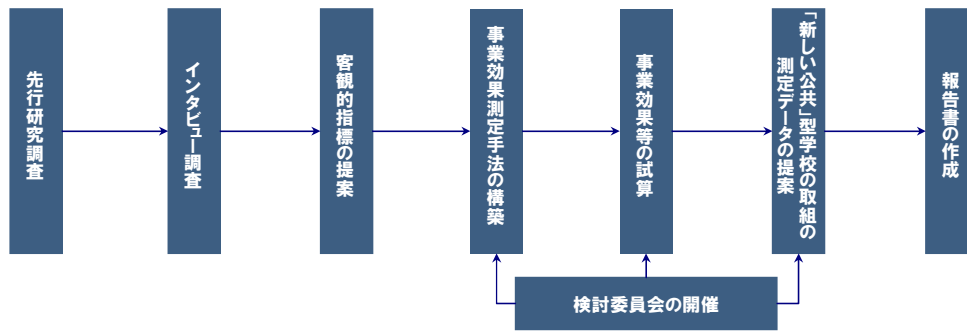 先行研究調査
インタビュー調査
客観的指標の提案
事業効果測定手法の構築
事業効果等の試算
「新しい公共」型学校の取組の
測定データの提案
報告書の作成
検討委員会の開催